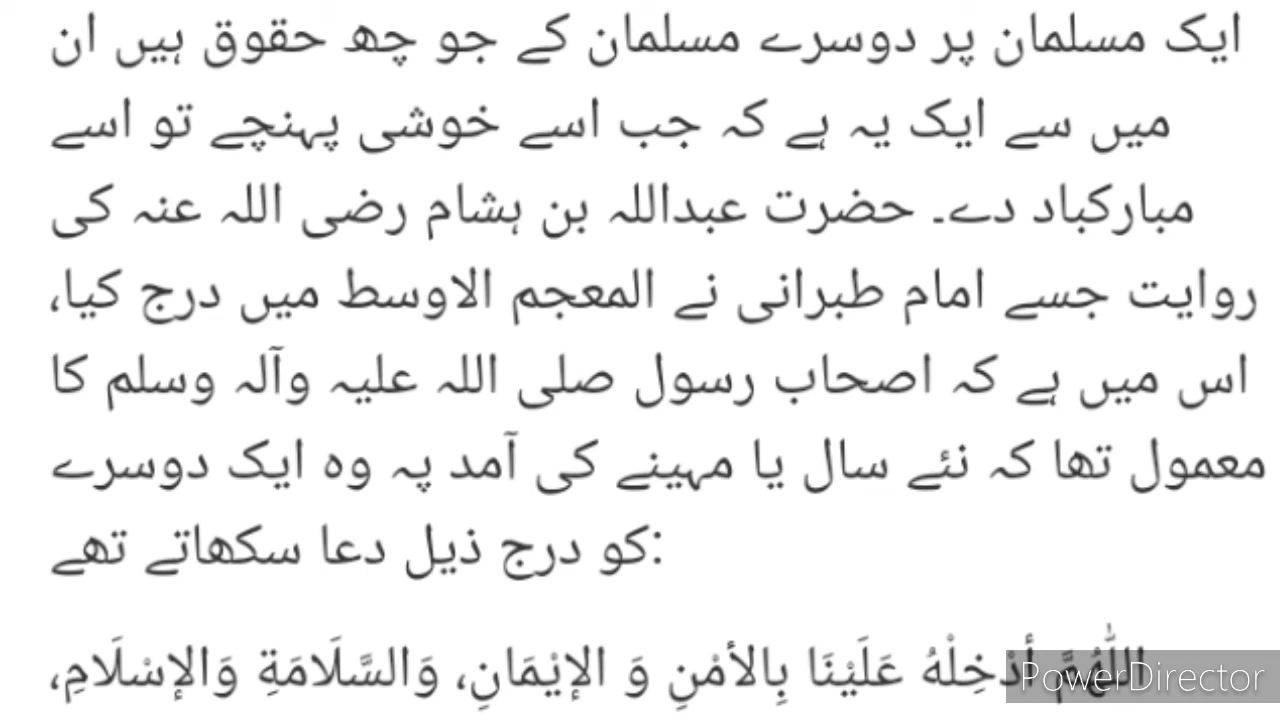 ایک مسلمان پر دوسرے مسلمان کے جو چھ حقوق ہیں ان
میں سے ایک یہ ہے کہ جب اسے خوشی پہنچے تو اسے
مبارکباد دے۔ حضرت عبداللہ بن ہشام رضی اللہ عنہ کی
روایت جسے امام طبرانی نے المعجم الاوسط میں درج کیا،
اس میں ہے کہ اصحاب رسول صلی اللہ علیہ وآلہ وسلم کا
معمول تھا کہ نئے سال یا مہینے کی آمد پہ وہ ایک دوسرے
کو درج ذیل دعا سکھاتے تھے:
اللّٰهُمَّ أَدْخِلْهُ عَلَيْنَا بِالأَمْنِ وَ الإِيْمَانِ، وَالسَّلَامَةِ وَالإِسْلَامِ،
PowerDirector